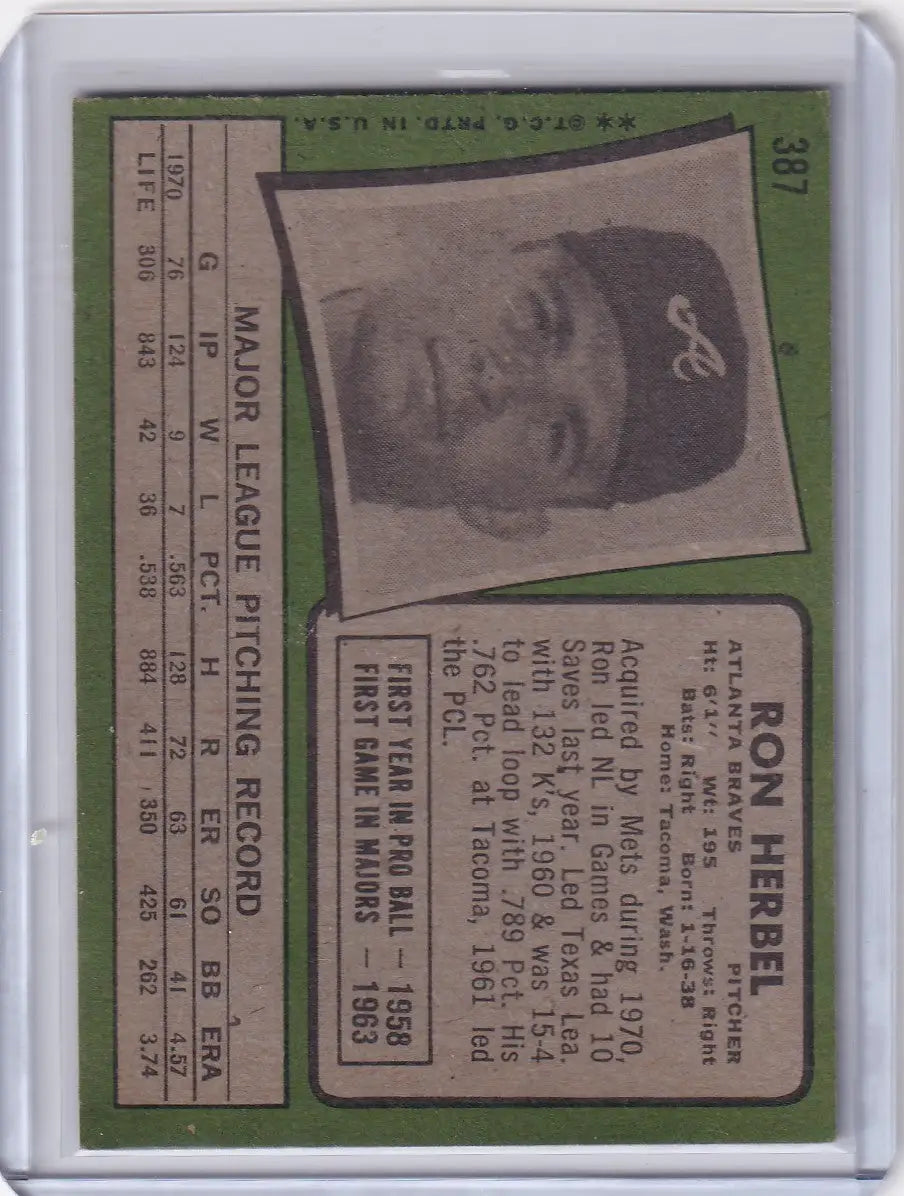 387
RON HERBEL
ATLANTA BRAVES PITCHER
Ht: 6'1" Wt: 195 Throws: Right
Bats: Right Born: 1-16-38
Home: Tacoma, Wash.
Acquired by Mets during 1970,
Ron led NL in Games & had 10
Saves last year. Led Texas Lea.
with 132 K's, 1960 & was 15-4
to lead loop with .789 Pct. His
.762 Pct. at Tacoma, 1961 led
the PCL.
FIRST YEAR IN PRO BALL — 1958
FIRST GAME IN MAJORS — 1963
MAJOR LEAGUE PITCHING RECORD
G IP W L PCT. H R ER SO BB ERA
1970 76 124 9 7 .563 128 72 63 61 41 4.57
LIFE 306 843 42 36 .538 884 411 350 425 262 3.74
**©T.C.G. PRTD. IN U.S.A.
A